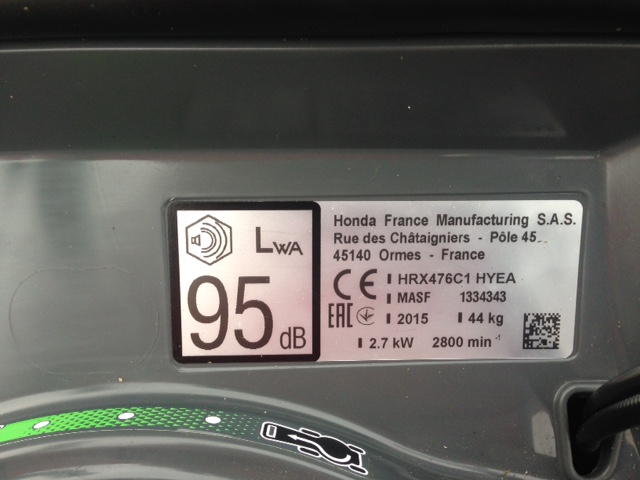 LWA
95 dB
Honda France Manufacturing S.A.S.
Rue des Châtaigniers - Pôle 45
45140 Ormes - France
CE HRX476C1 HYEA
MASF 1334343
EAC 2015 44 kg
2.7 kW 2800 min-1